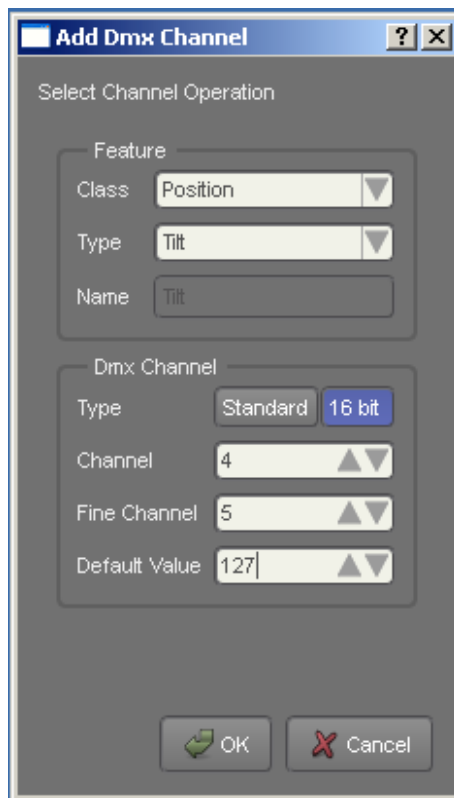 Add Dmx Channel
Select Channel Operation
Feature
Class Position
Type Tilt
Name Tilt
Dmx Channel
Type Standard 16 bit
Channel 4
Fine Channel 5
Default Value 127
OK Cancel